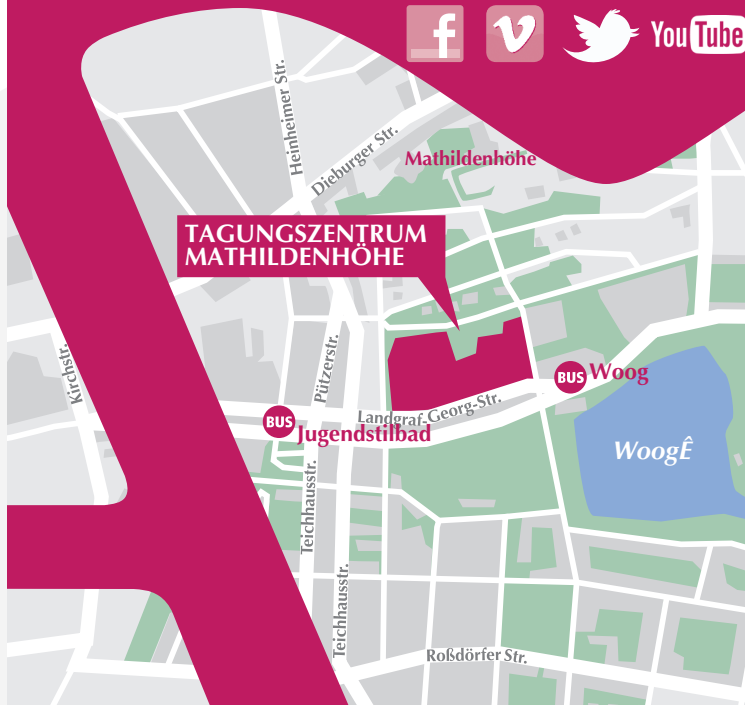 f
v
You Tube
Heinheimer Str.
Dieburger Str.
Mathildenhöhe
TAGUNGSZENTRUM
MATHILDENHÖHE
Kirchstr.
Pützerstr.
BUS Woog
Landgraf-Georg-Str.
BUS Jugendstilbad
WoogÊ
Teichhausstr.
Teichhausstr.
Roßdörfer Str.